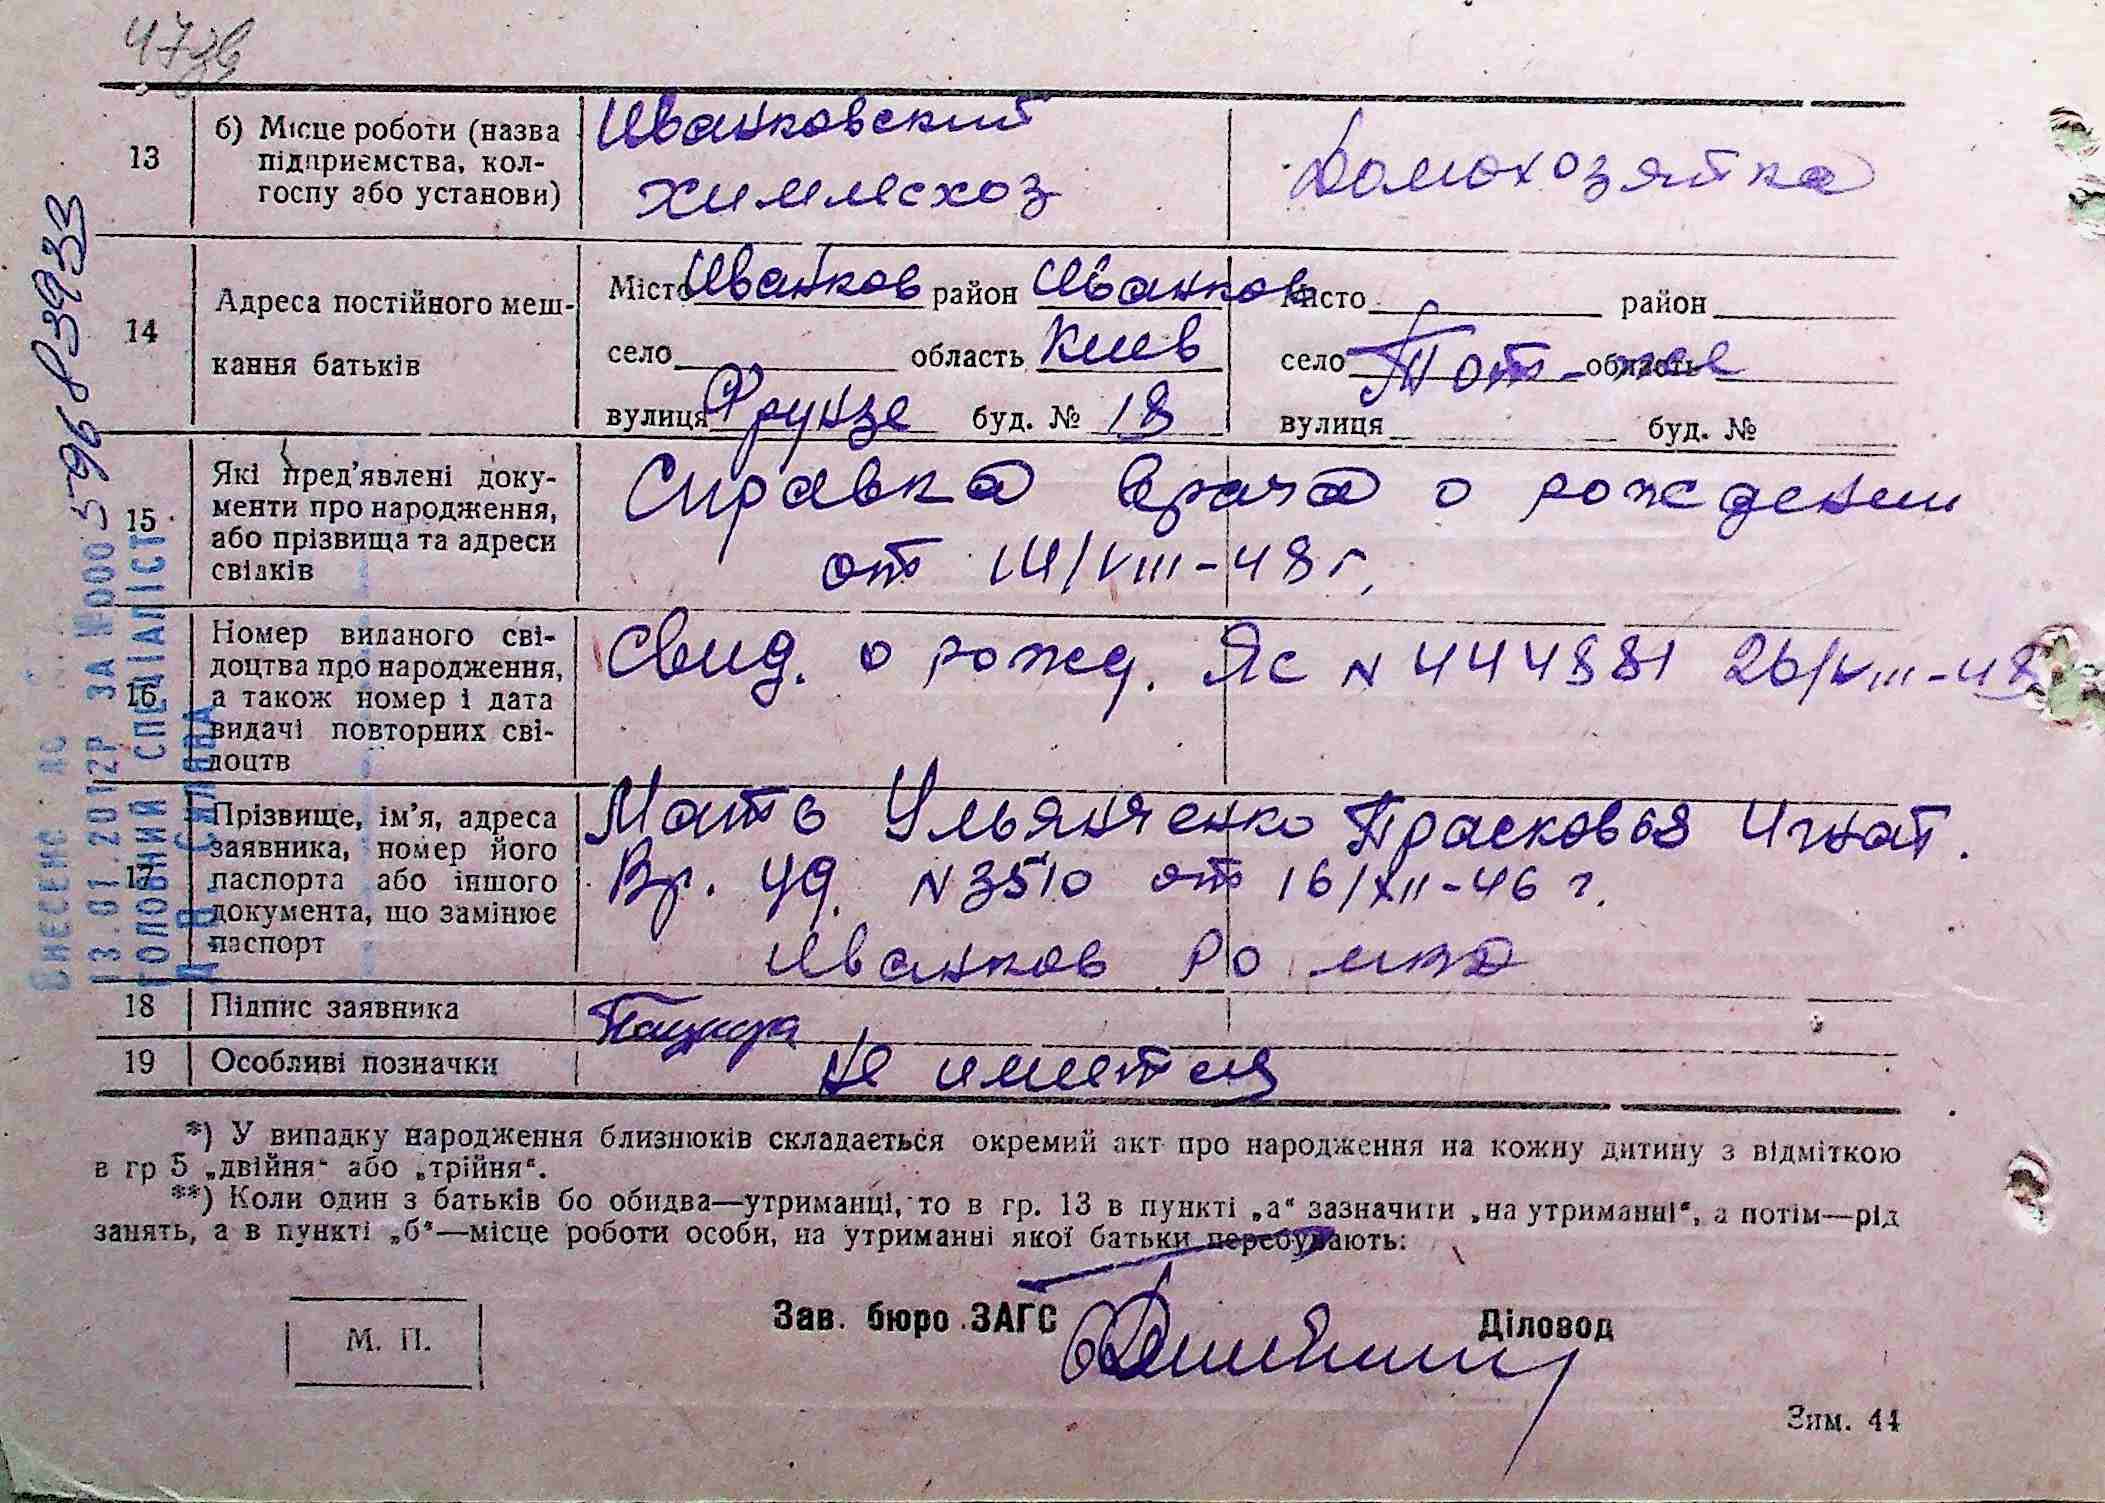 13
б) Місце роботи (назва
підприємства, кол-
госпу або установи)
Иванковский
химлесхоз
Домохозяйка
14
Адреса постійного меш-
кання батьків
Місто Иванков район Иванков
село область Киев
вулиця Фрунзе буд. № 18
місто район
село Тот-же область
вулиця буд. №
15
Які пред'явлені доку-
менти про народження,
або прізвища та адреси
свідків
Справка врача о рождении
от 14/VIII-48 г.
16
Номер виданого сві-
доцтва про народження,
а також номер і дата
видачі повторних сві-
доцтв
Свид. о рожд. Яс N 444881 26/VIII-48
17
Прізвище, ім'я, адреса
заявника, номер його
паспорта або іншого
документа, що замінює
паспорт
Мать Ульянченко Прасковья Игнат.
Вр. уд. N 3510 от 16/XII-46 г.
Иванков РО МВД
18
Підпис заявника
19
Особливі позначки
не имеется
*) У випадку народження близнюків складається окремий акт про народження на кожну дитину з відміткою
в гр 5 „двійня“ або „трійня“.
**) Коли один з батьків бо обидва—утриманці, то в гр. 13 в пункті „а“ зазначити „на утриманні“, а потім—рід
занять, а в пункті „б“—місце роботи особи, на утриманні якої батьки перебувають:
М. П.
Зав. бюро ЗАГС
Діловод
Зим. 44
ВНЕСЕНО ДО
13.01.2012Р ЗА №000 5968 3933
ГОЛОВНИЙ СПЕЦІАЛІСТ